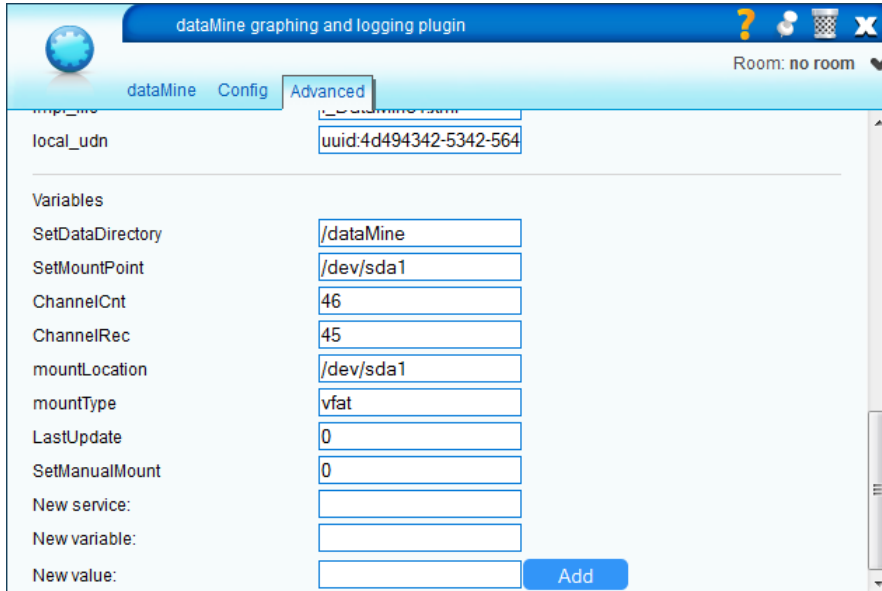 dataMine graphing and logging plugin
?
Room: no room
dataMine Config Advanced
local_udn uuid:4d494342-5342-564
Variables
SetDataDirectory /dataMine
SetMountPoint /dev/sda1
ChannelCnt 46
ChannelRec 45
mountLocation /dev/sda1
mountType vfat
LastUpdate 0
SetManualMount 0
New service:
New variable:
New value: Add